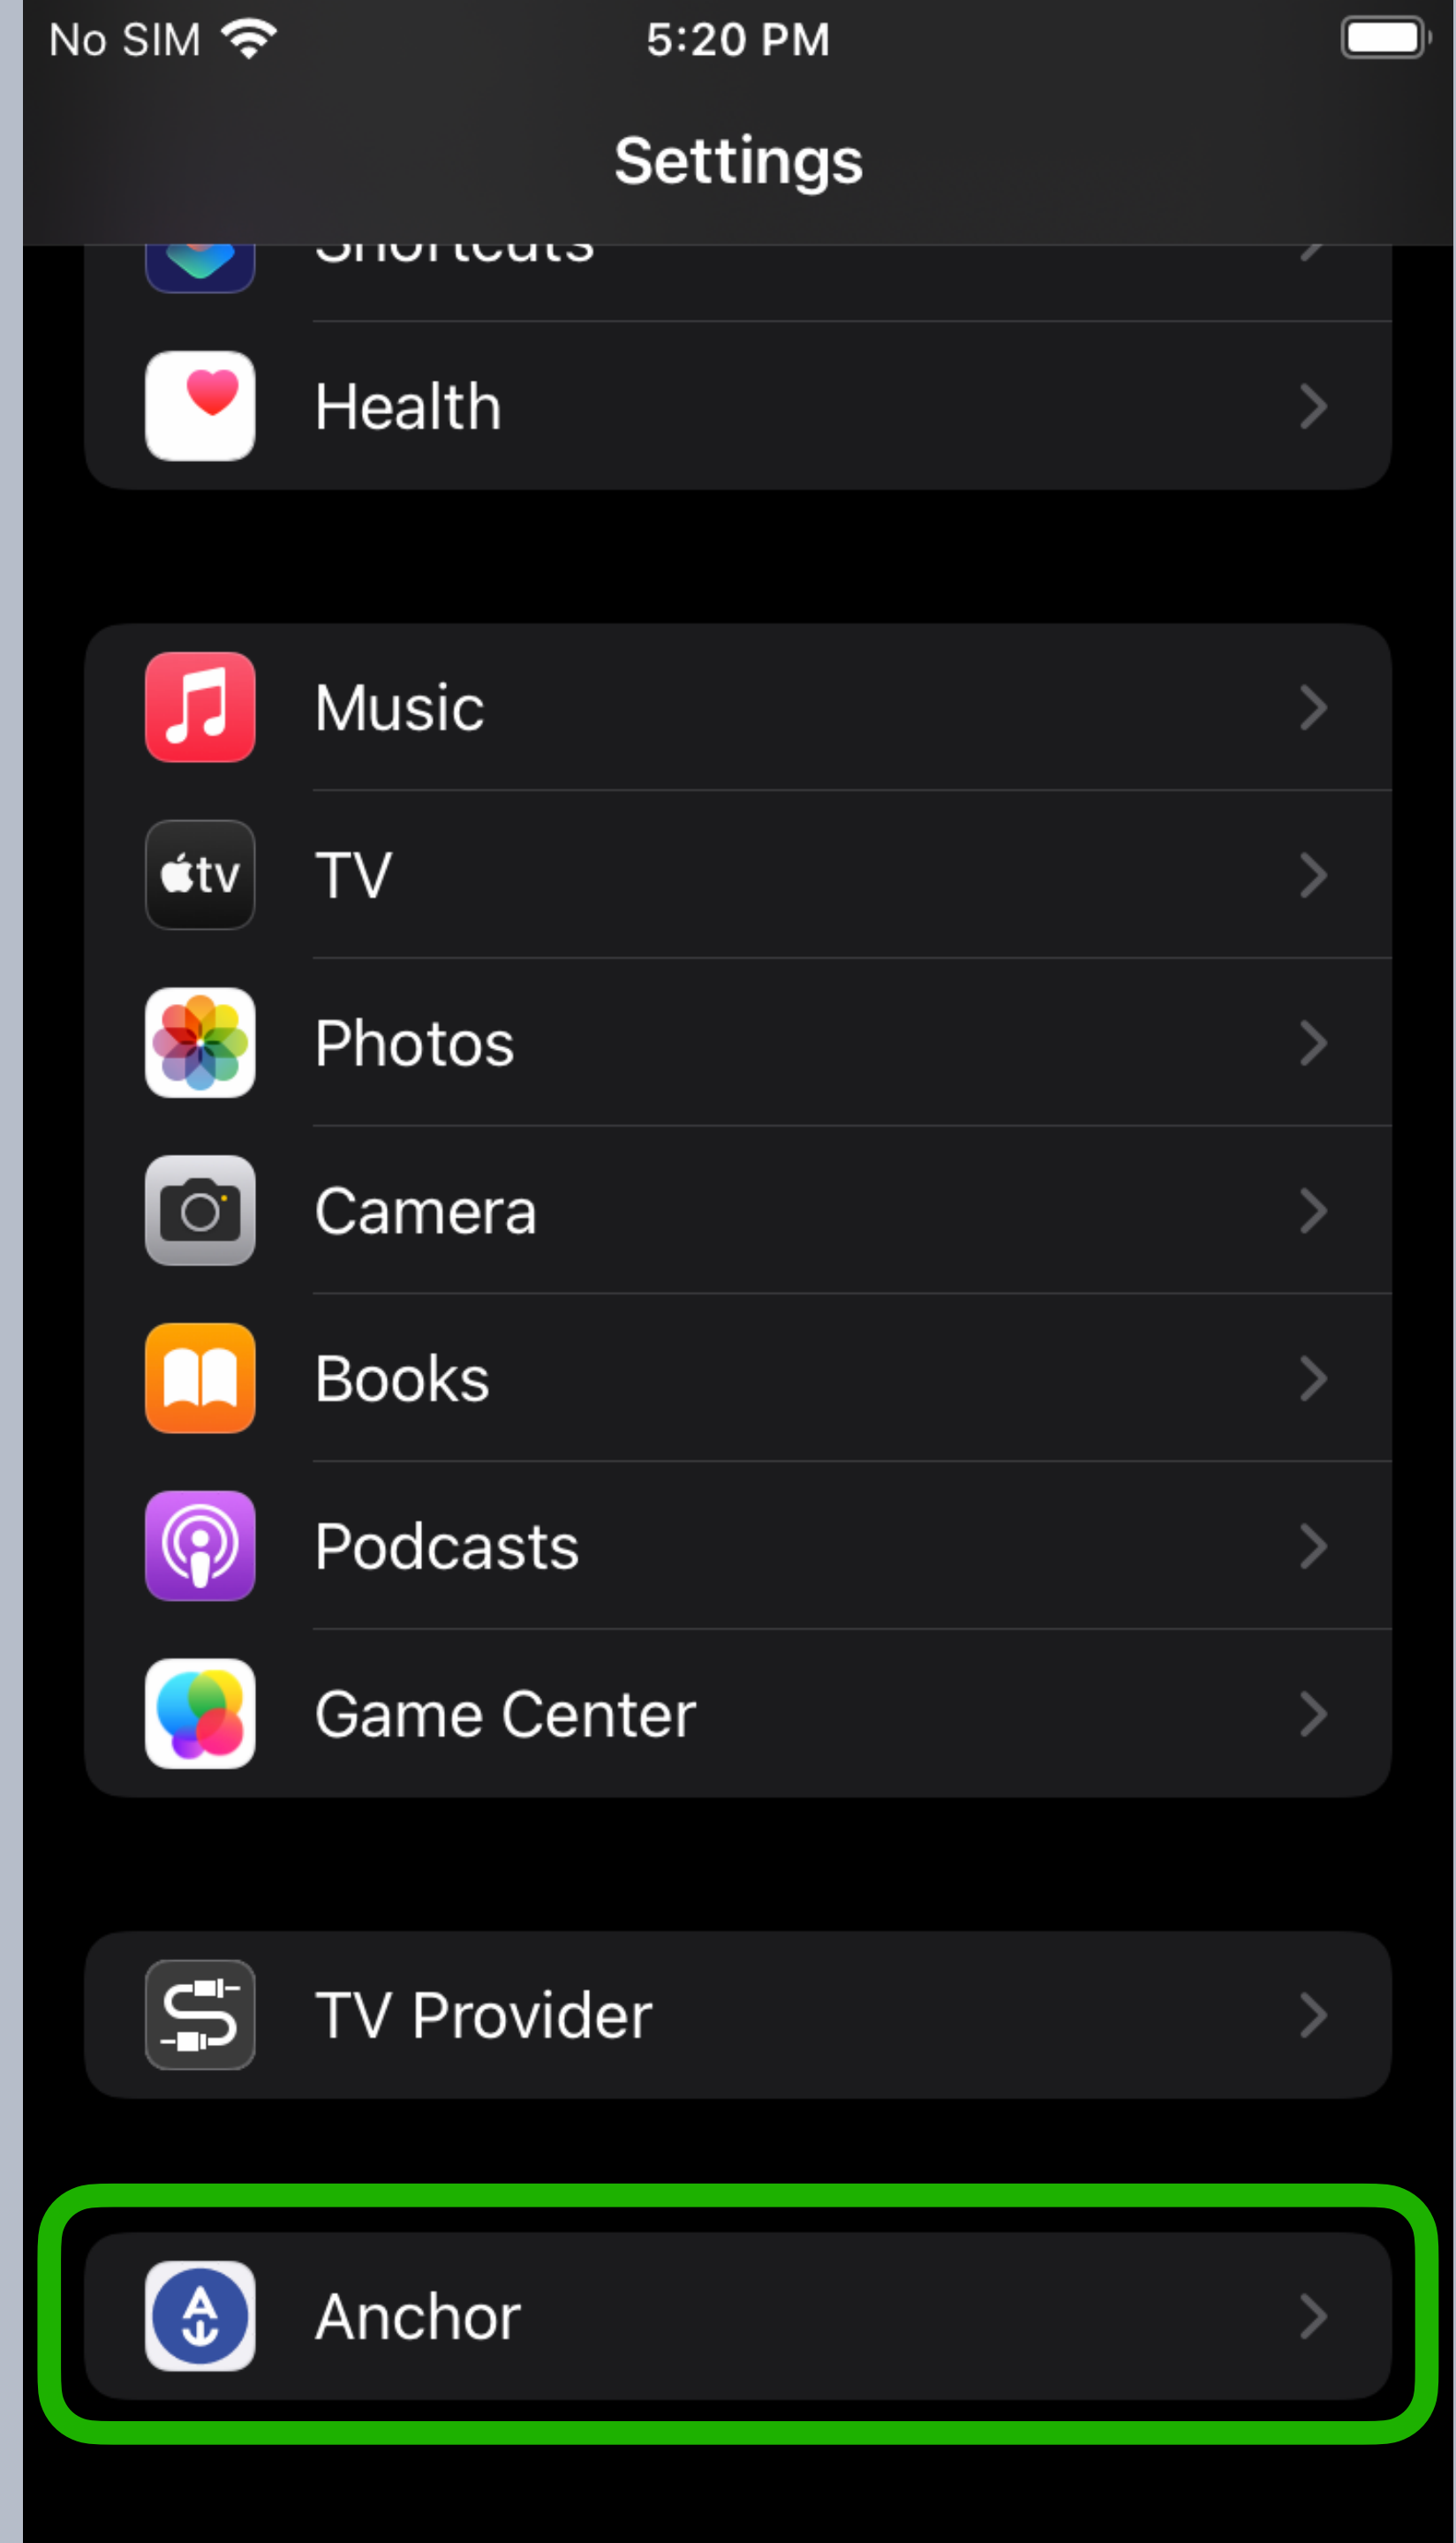 No SIM 5:20 PM
Settings
Shortcuts
Health
Music
tv TV
Photos
Camera
Books
Podcasts
Game Center
TV Provider
A Anchor